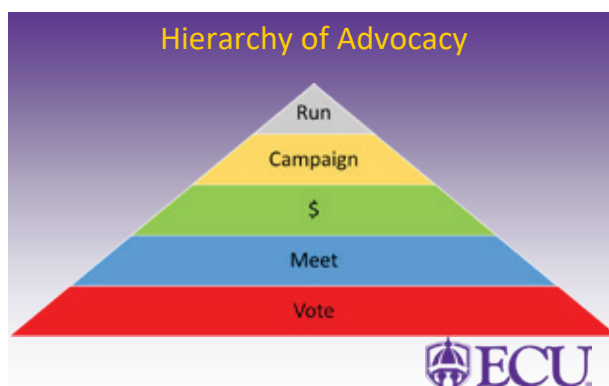 Hierarchy of Advocacy
Run
Campaign
$
Meet
Vote
ECU